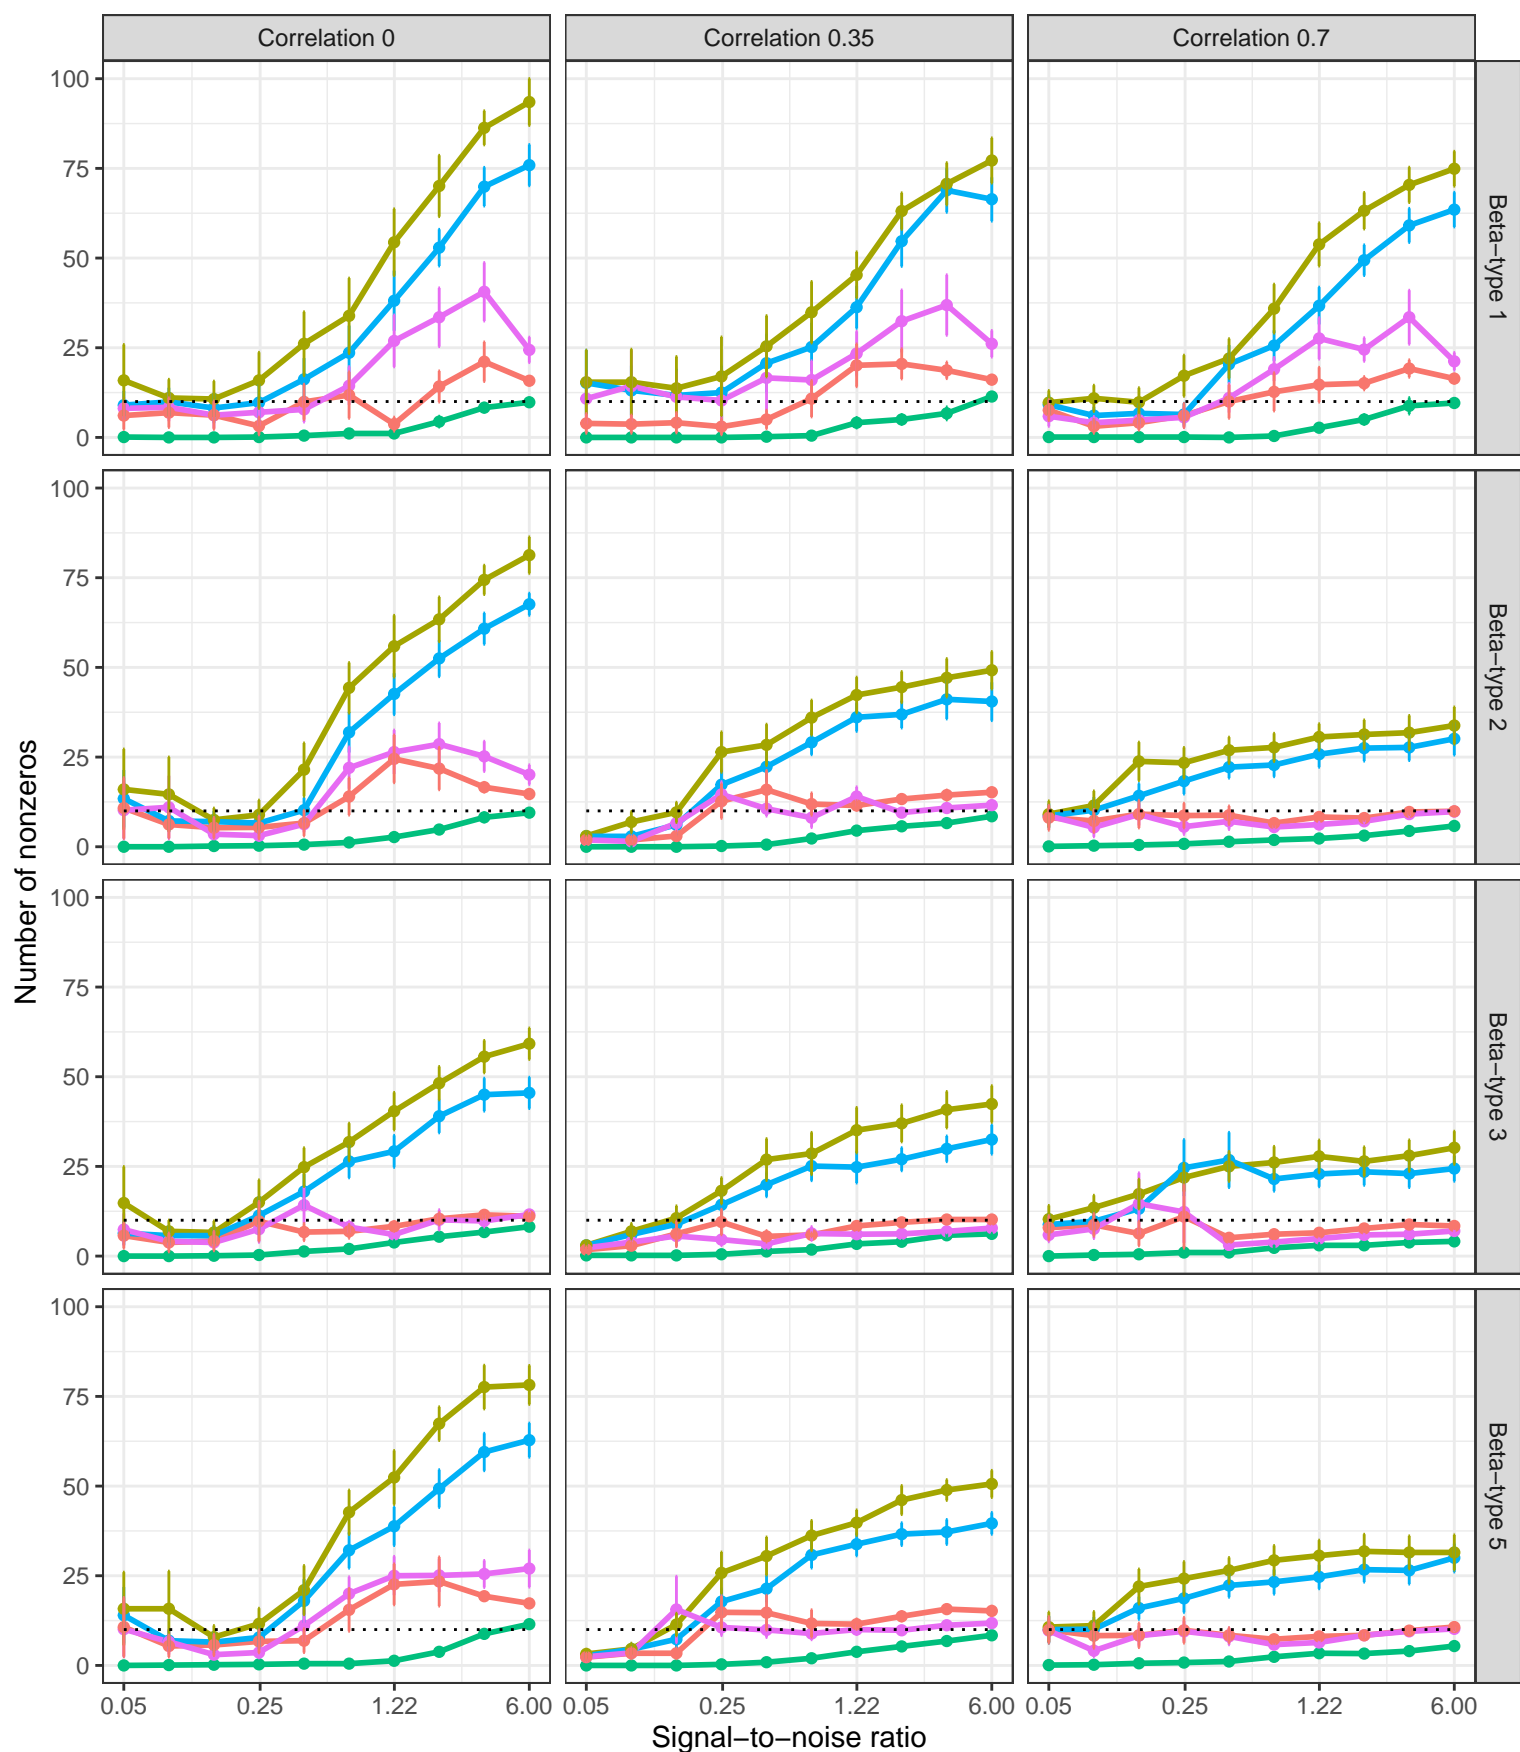 Correlation 0
Correlation 0.35
Correlation 0.7
100
75
50
25
0
Beta−type 1
100
75
50
25
0
Beta−type 2
100
75
50
25
0
Beta−type 3
100
75
50
25
0
Beta−type 5
Number of nonzeros
0.05 0.25 1.22 6.00 0.05 0.25 1.22 6.00 0.05 0.25 1.22 6.00
Signal−to−noise ratio